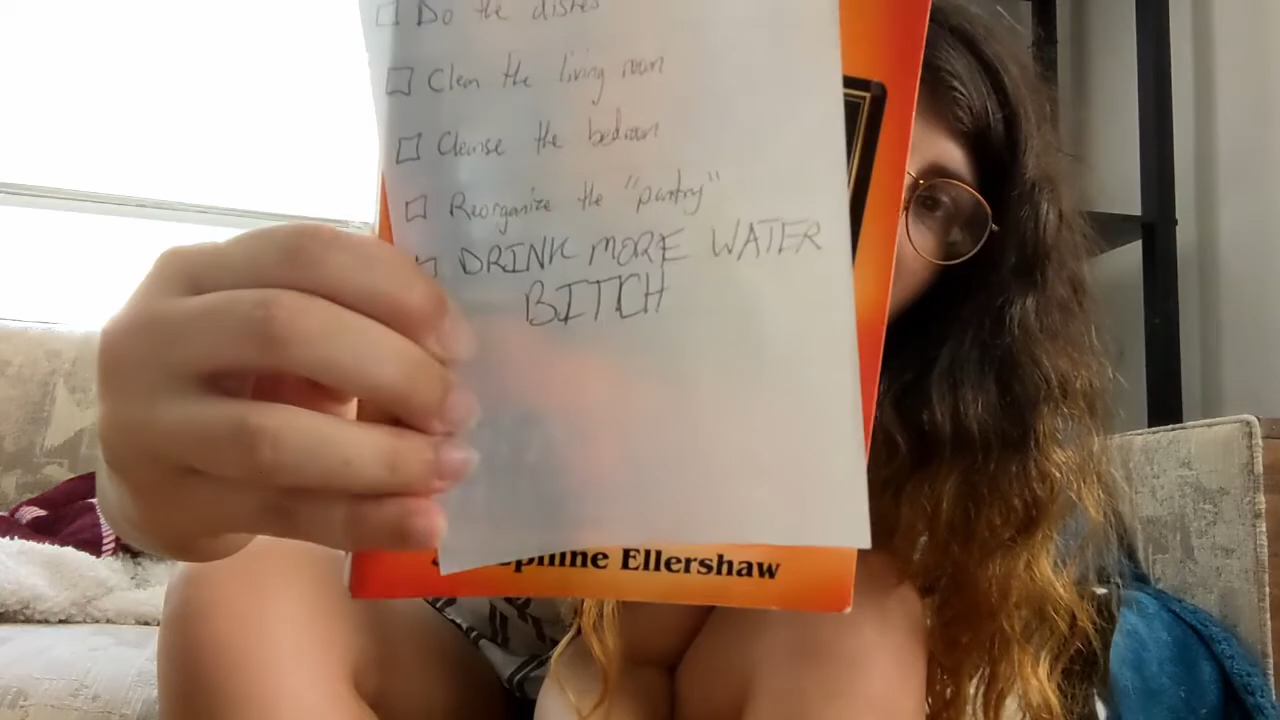 Do the dishes
Clean the living room
Cleanse the bedroom
Reorganize the "pantry"
DRINK MORE WATER
BITCH
Ellershaw